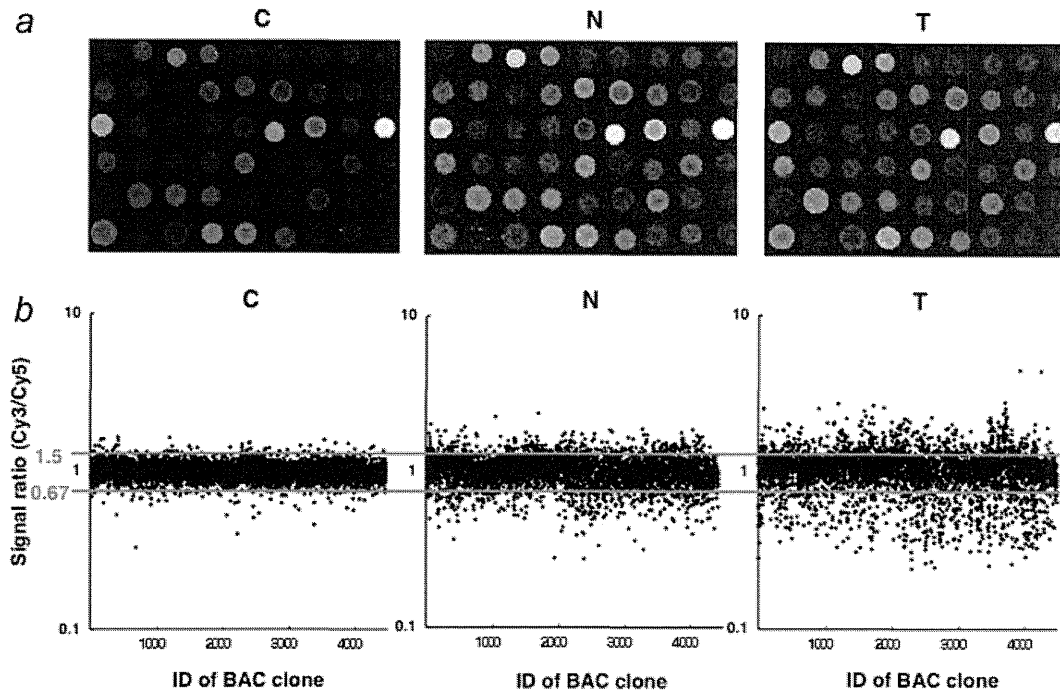 a
C N T
b
C N T
10 10 10
Signal ratio (Cy3/Cy5)
1.5
1 1 1
0.67
0.1 0.1 0.1
1000 2000 3000 4000 1000 2000 3000 4000 1000 2000 3000 4000
ID of BAC clone ID of BAC clone ID of BAC clone